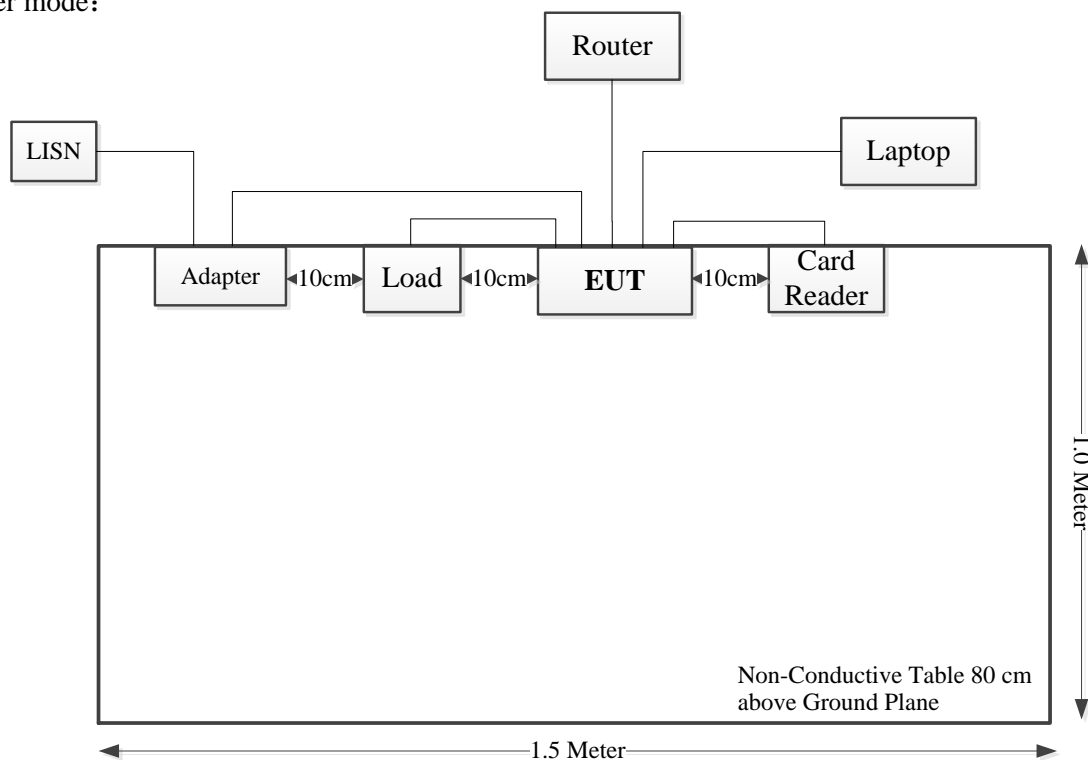 er mode：
Router
LISN
Laptop
Adapter
10cm
Load
10cm
EUT
10cm
Card
Reader
1.0 Meter
Non-Conductive Table 80 cm
above Ground Plane
1.5 Meter